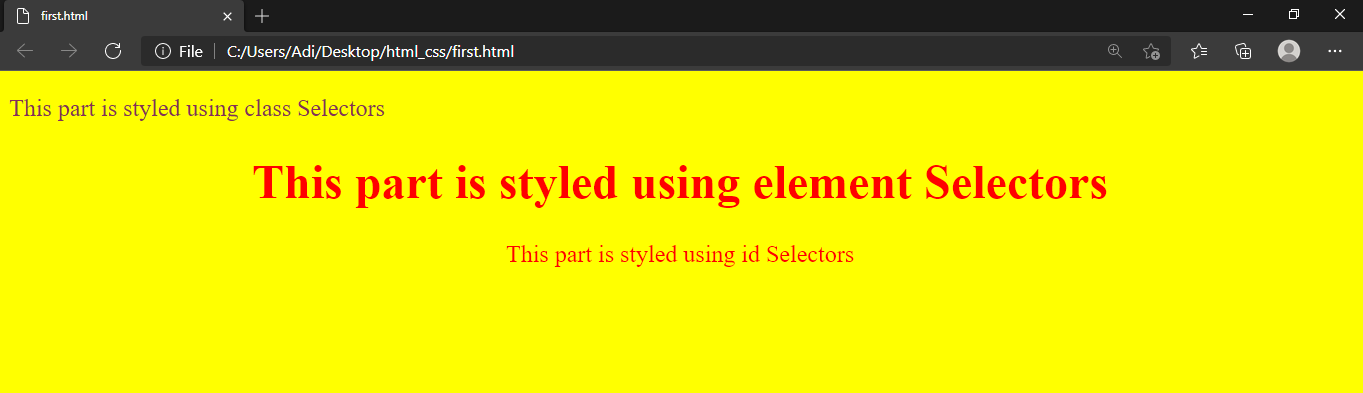 first.html
File C:/Users/Adi/Desktop/html_css/first.html
This part is styled using class Selectors
This part is styled using element Selectors
This part is styled using id Selectors